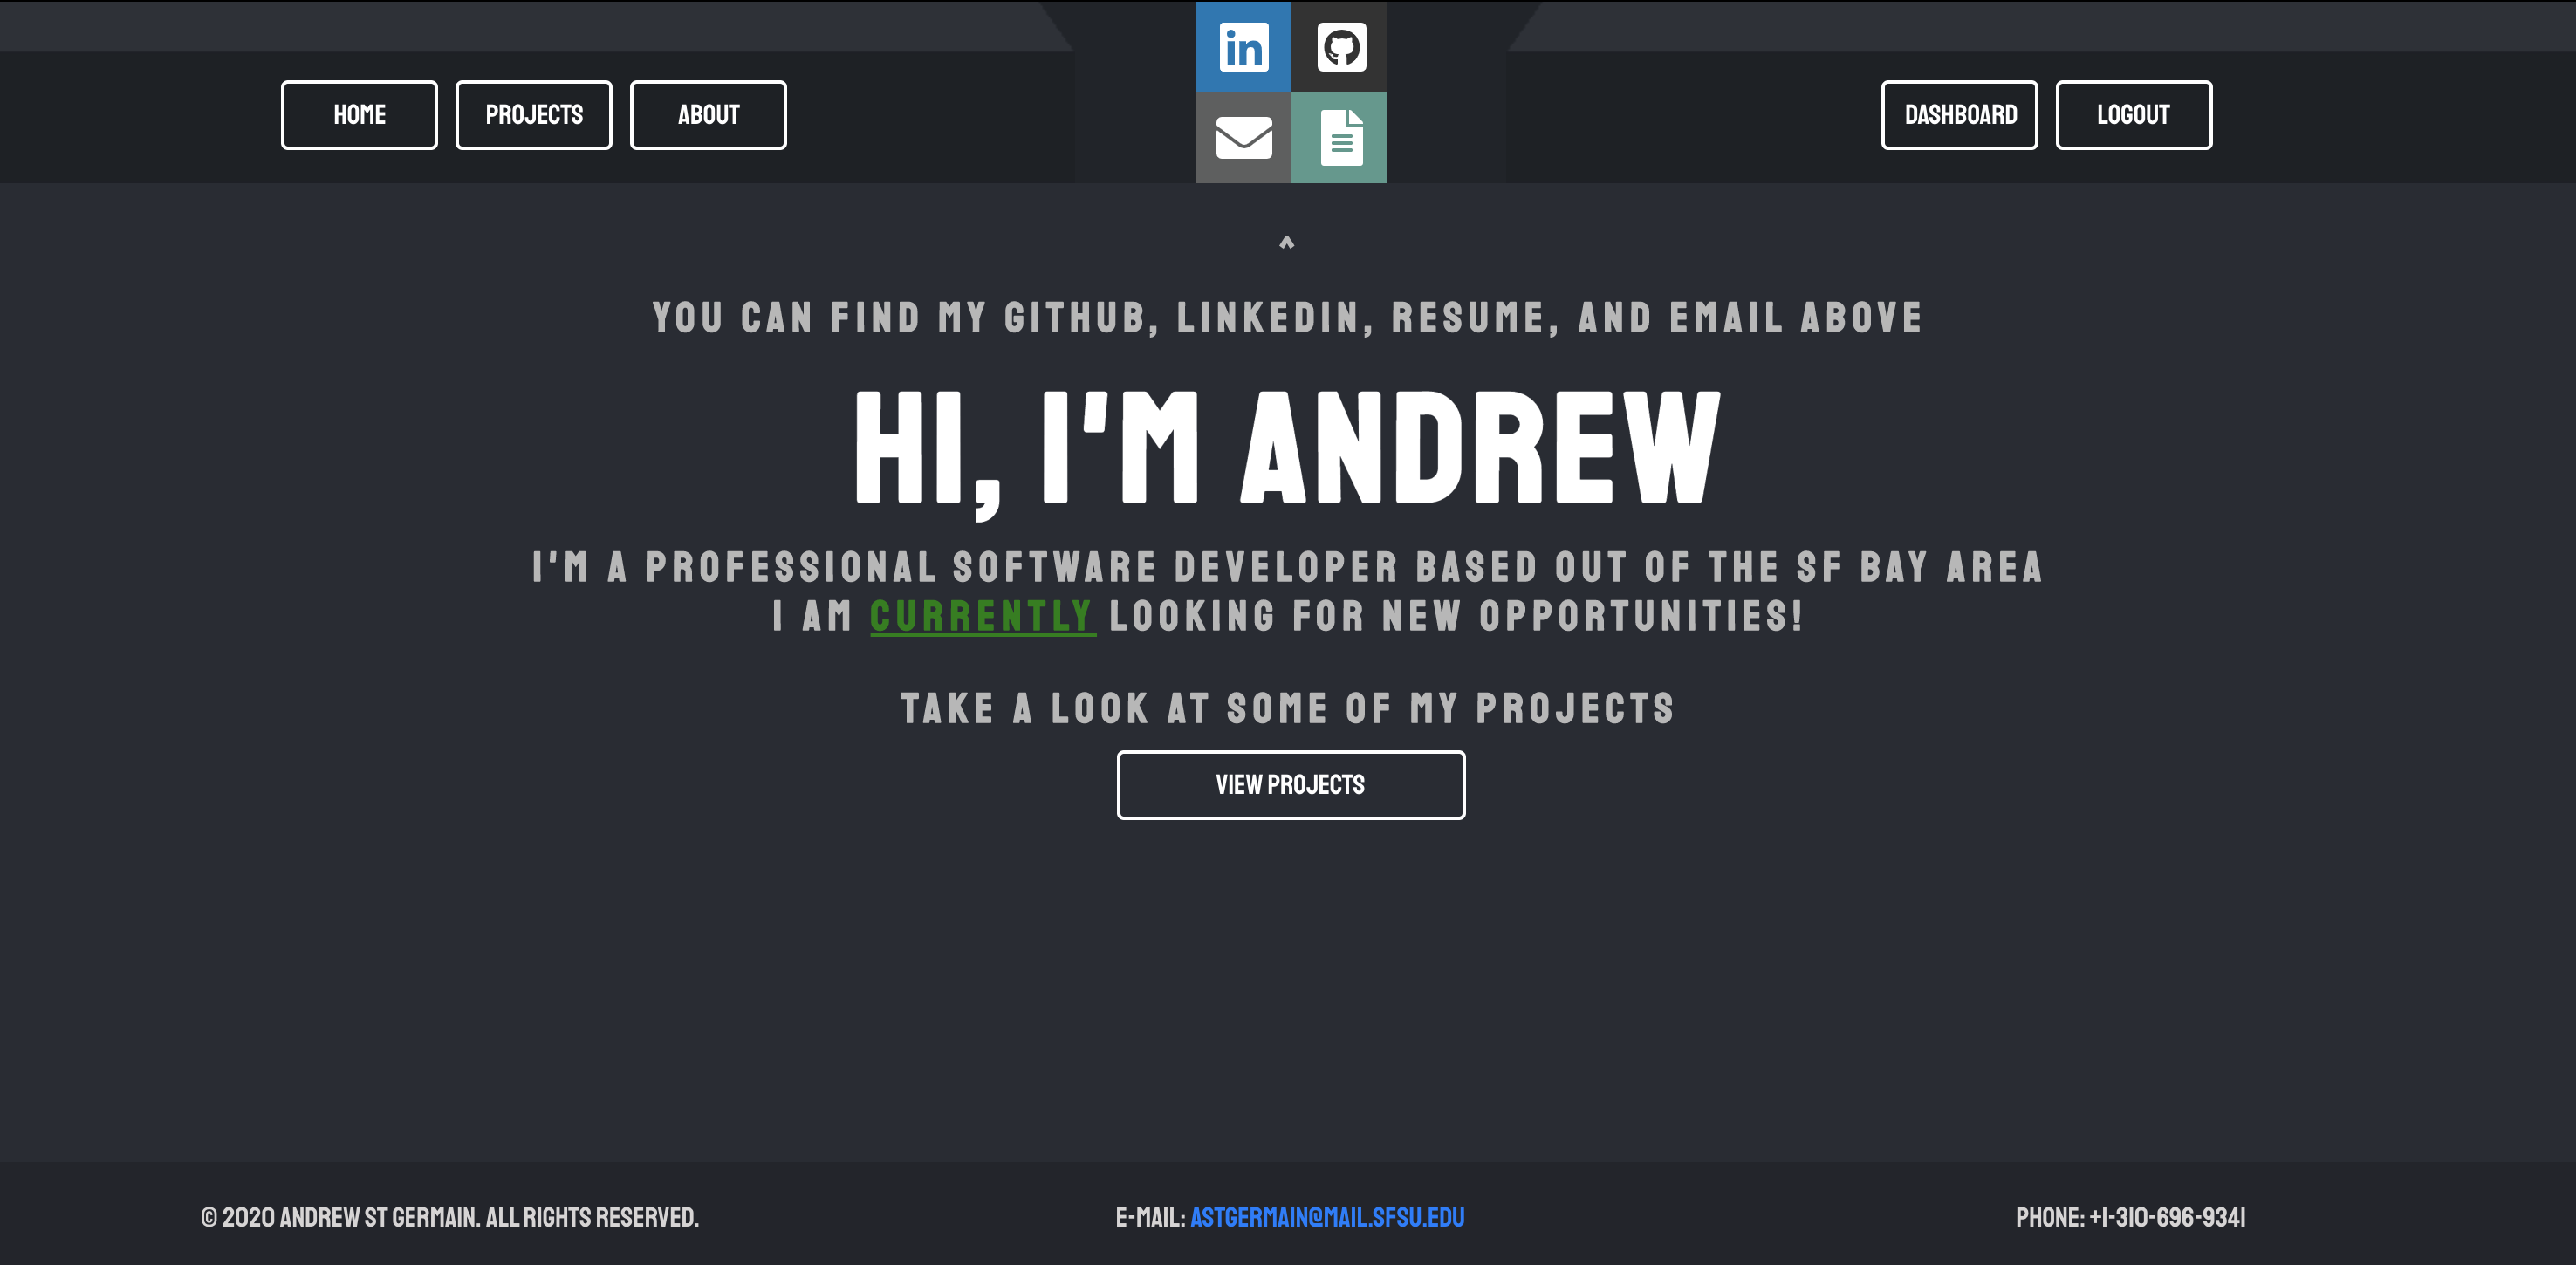 in
HOME PROJECTS ABOUT DASHBOARD LOGOUT
^
YOU CAN FIND MY GITHUB, LINKEDIN, RESUME, AND EMAIL ABOVE
HI, I'M ANDREW
I'M A PROFESSIONAL SOFTWARE DEVELOPER BASED OUT OF THE SF BAY AREA
I AM CURRENTLY LOOKING FOR NEW OPPORTUNITIES!
TAKE A LOOK AT SOME OF MY PROJECTS
VIEW PROJECTS
© 2020 ANDREW ST GERMAIN. ALL RIGHTS RESERVED. E-MAIL: ASTGERMAIN@MAIL.SFSU.EDU PHONE: +1-310-696-9341